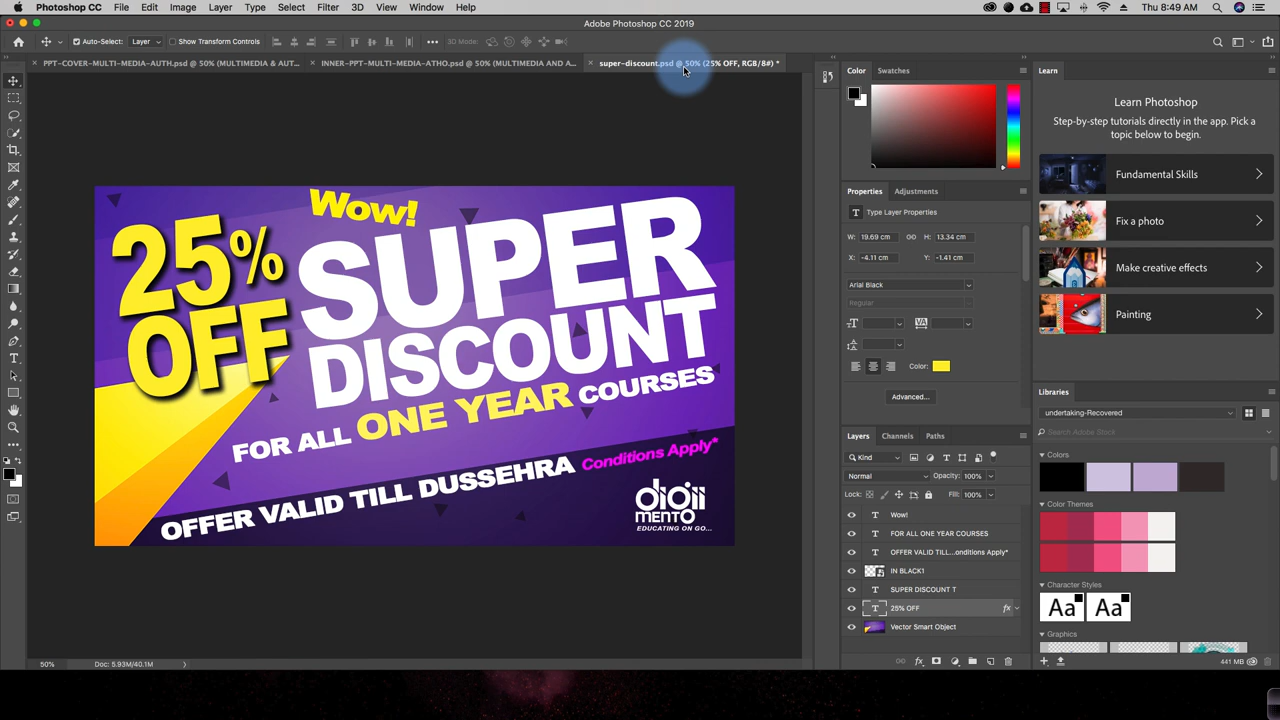 Photoshop CC File Edit Image Layer Type Select Filter 3D View Window Help
Thu 8:49 AM
Adobe Photoshop CC 2019
Auto-Select: Layer Show Transform Controls 3D Mode:
PPT-COVER-MULTI-MEDIA-AUTH.psd @ 50% (MULTIMEDIA & AUT...
INNER-PPT-MULTI-MEDIA-ATHO.psd @ 50% (MULTIMEDIA AND A...
super-discount.psd @ 50% (25% OFF, RGB/8#) *
Wow!
25%
OFF
SUPER
DISCOUNT
FOR ALL ONE YEAR COURSES
OFFER VALID TILL DUSSEHRA Conditions Apply*
digii
mento
EDUCATING ON GO...
50% Doc: 5.93M/40.1M
Color Swatches
Properties Adjustments
T Type Layer Properties
W: 19.69 cm H: 13.34 cm
X: -4.11 cm Y: -1.41 cm
Arial Black
Regular
Color:
Advanced...
Layers Channels Paths
Kind
Normal Opacity: 100%
Lock: Fill: 100%
T Wow!
T FOR ALL ONE YEAR COURSES
T OFFER VALID TILL...onditions Apply*
IN BLACK1
T SUPER DISCOUNT T
T 25% OFF fx
Vector Smart Object
Learn
Learn Photoshop
Step-by-step tutorials directly in the app. Pick a
topic below to begin.
Fundamental Skills
Fix a photo
Make creative effects
Painting
Libraries
undertaking-Recovered
Search Adobe Stock
Colors
Color Themes
Character Styles
Aa Aa
Graphics
441 MB